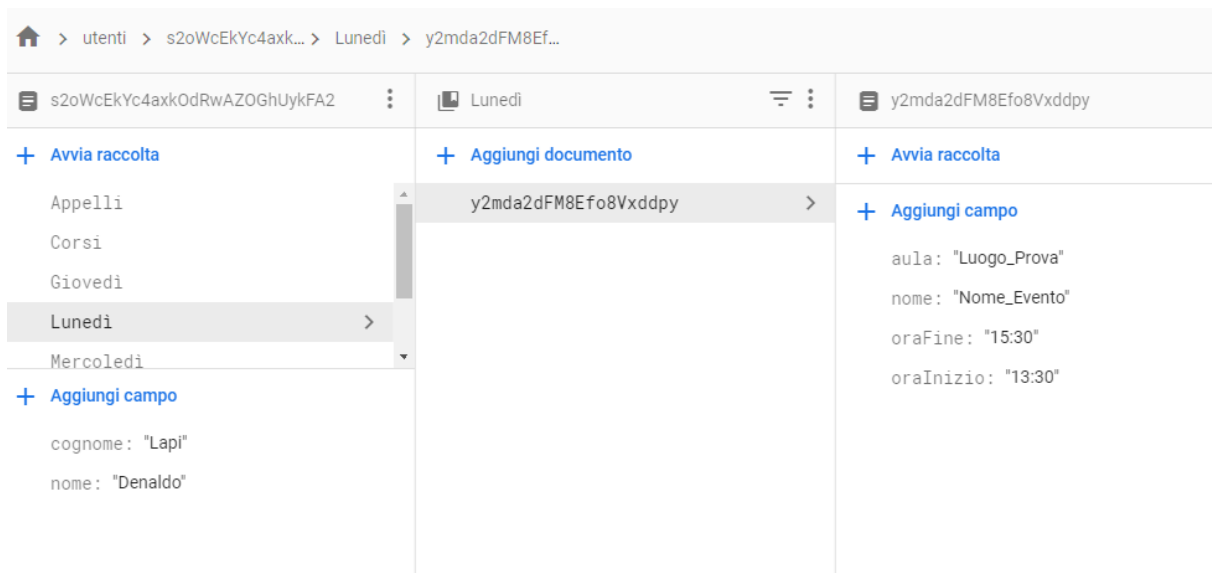 > utenti > s2oWcEkYc4axk... > Lunedì > y2mda2dFM8Ef...
s2oWcEkYc4axkOdRwAZOGhUykFA2
Avvia raccolta
Appelli
Corsi
Giovedì
Lunedì
Mercoledì
Aggiungi campo
cognome: "Lapi"
nome: "Denaldo"
Lunedì
Aggiungi documento
y2mda2dFM8Efo8Vxddpy
y2mda2dFM8Efo8Vxddpy
Avvia raccolta
Aggiungi campo
aula: "Luogo_Prova"
nome: "Nome_Evento"
oraFine: "15:30"
oraInizio: "13:30"